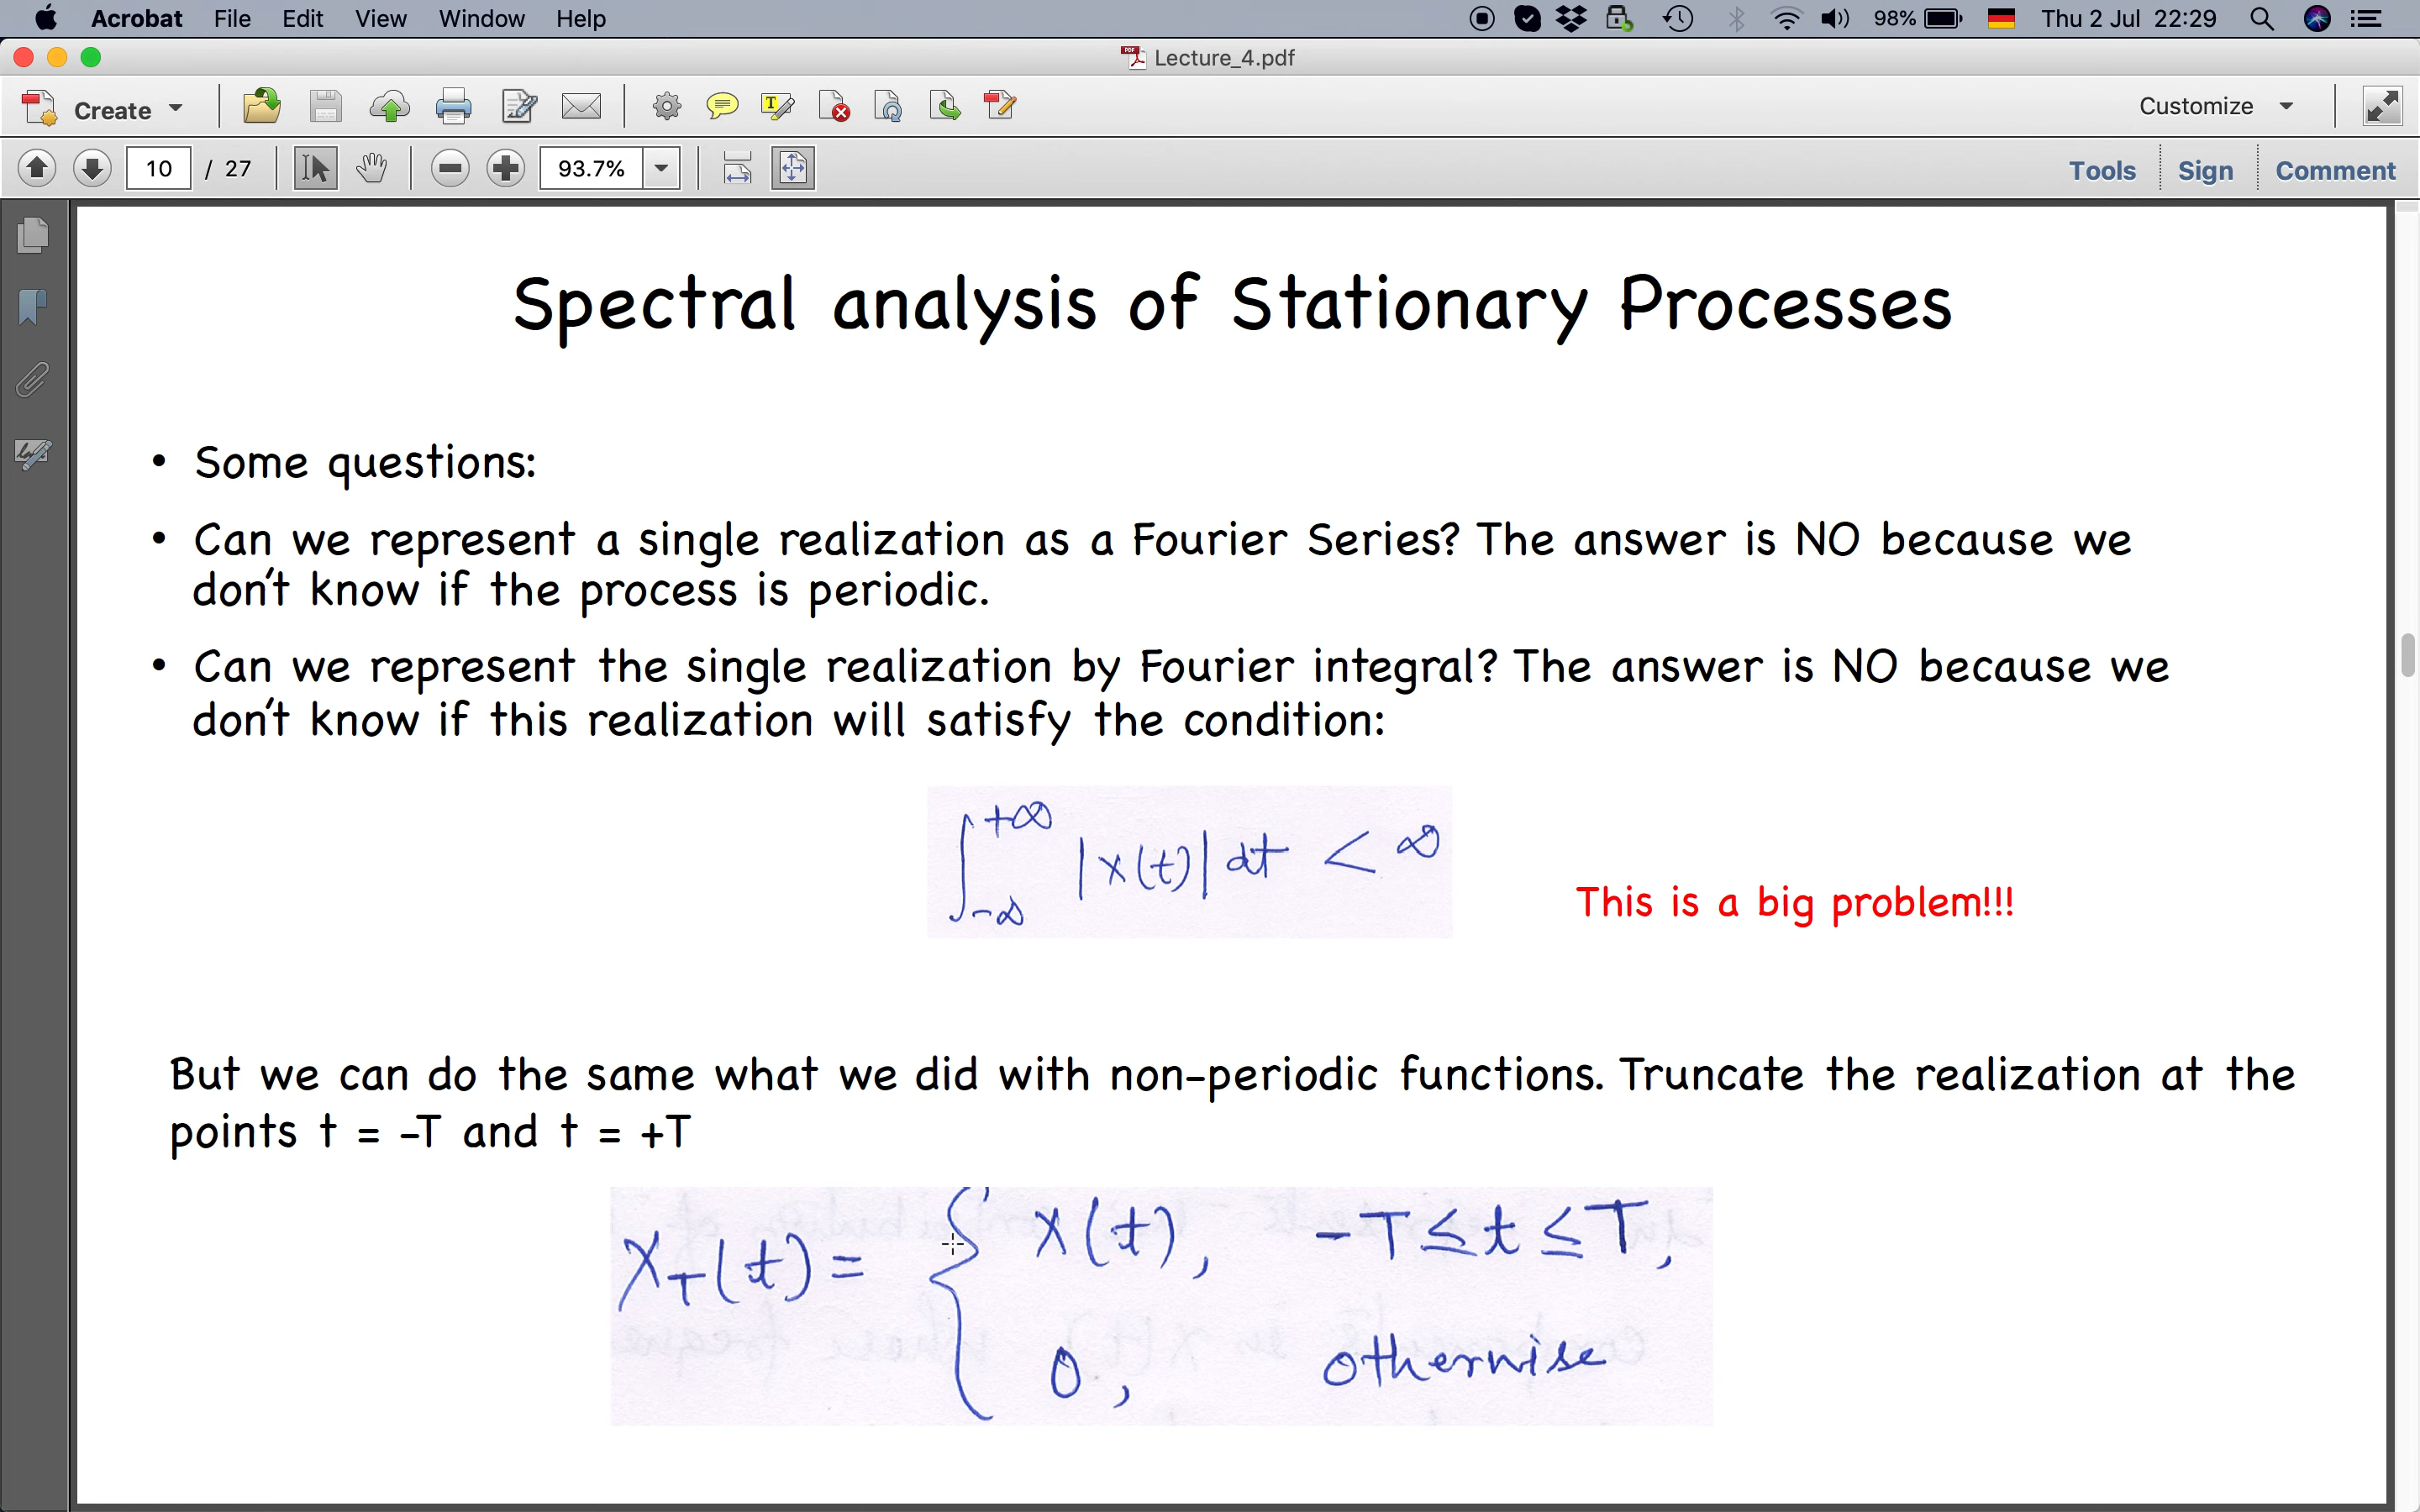 Acrobat File Edit View Window Help 98% Thu 2 Jul 22:29
Lecture_4.pdf
Create Customize
10 / 27 93.7% Tools Sign Comment
Spectral analysis of Stationary Processes
• Some questions:
• Can we represent a single realization as a Fourier Series? The answer is NO because we
don't know if the process is periodic.
• Can we represent the single realization by Fourier integral? The answer is NO because we
don't know if this realization will satisfy the condition:
∫_{-∞}^{+∞} |x(t)| dt < ∞
This is a big problem!!!
But we can do the same what we did with non-periodic functions. Truncate the realization at the
points t = -T and t = +T
X_T(t) = { X(t), -T ≤ t ≤ T,
0, otherwise